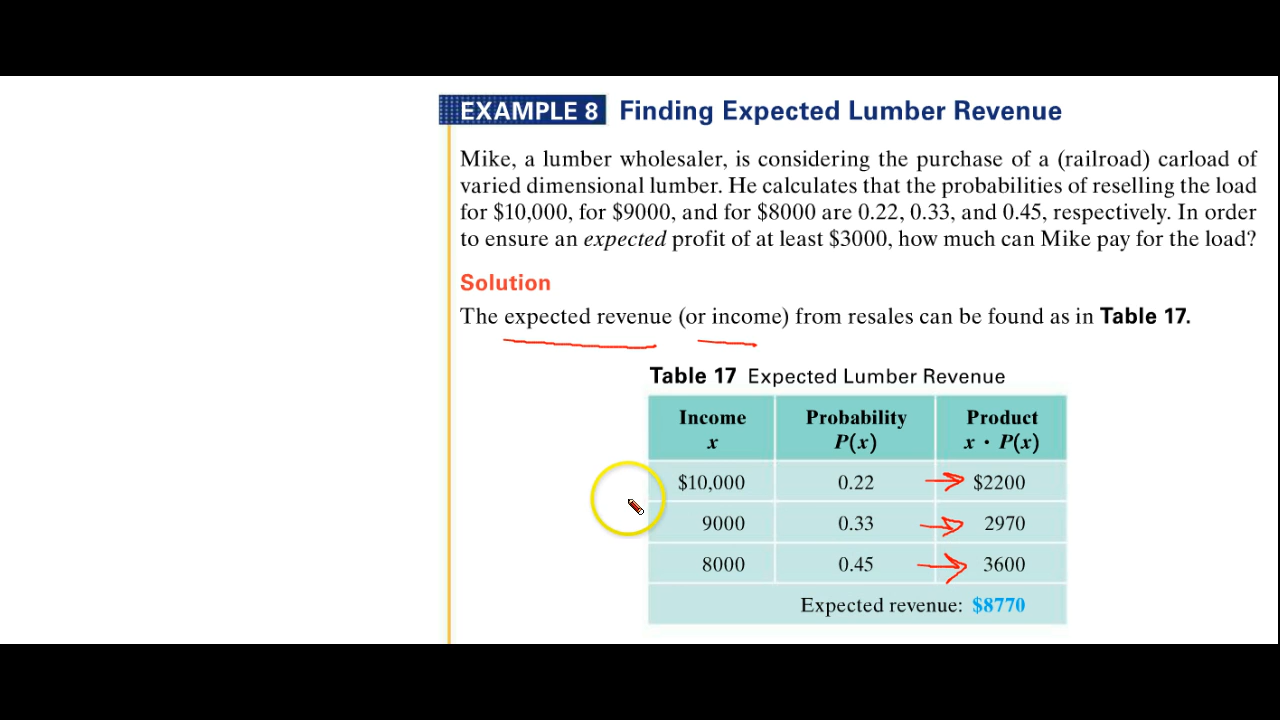 EXAMPLE 8 Finding Expected Lumber Revenue
Mike, a lumber wholesaler, is considering the purchase of a (railroad) carload of
varied dimensional lumber. He calculates that the probabilities of reselling the load
for $10,000, for $9000, and for $8000 are 0.22, 0.33, and 0.45, respectively. In order
to ensure an expected profit of at least $3000, how much can Mike pay for the load?
Solution
The expected revenue (or income) from resales can be found as in Table 17.
Table 17 Expected Lumber Revenue
Income Probability Product
x P(x) x · P(x)
$10,000 0.22 $2200
9000 0.33 2970
8000 0.45 3600
Expected revenue: $8770